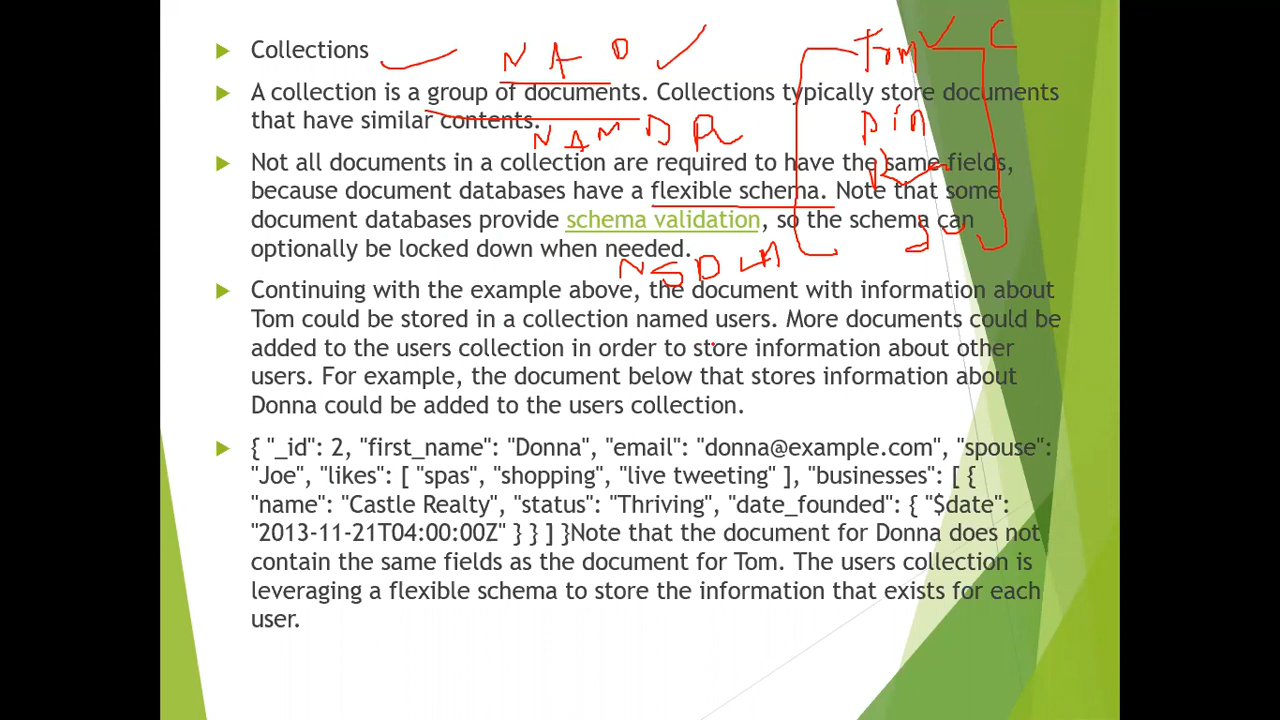 Collections
N A D
Tom
A collection is a group of documents. Collections typically store documents
that have similar contents.
Not all documents in a collection are required to have the same fields,
because document databases have a flexible schema. Note that some
document databases provide schema validation, so the schema can
optionally be locked down when needed.
Continuing with the example above, the document with information about
Tom could be stored in a collection named users. More documents could be
added to the users collection in order to store information about other
users. For example, the document below that stores information about
Donna could be added to the users collection.
{ "_id": 2, "first_name": "Donna", "email": "donna@example.com", "spouse":
"Joe", "likes": [ "spas", "shopping", "live tweeting" ], "businesses": [ {
"name": "Castle Realty", "status": "Thriving", "date_founded": { "$date":
"2013-11-21T04:00:00Z" } } ] }Note that the document for Donna does not
contain the same fields as the document for Tom. The users collection is
leveraging a flexible schema to store the information that exists for each
user.